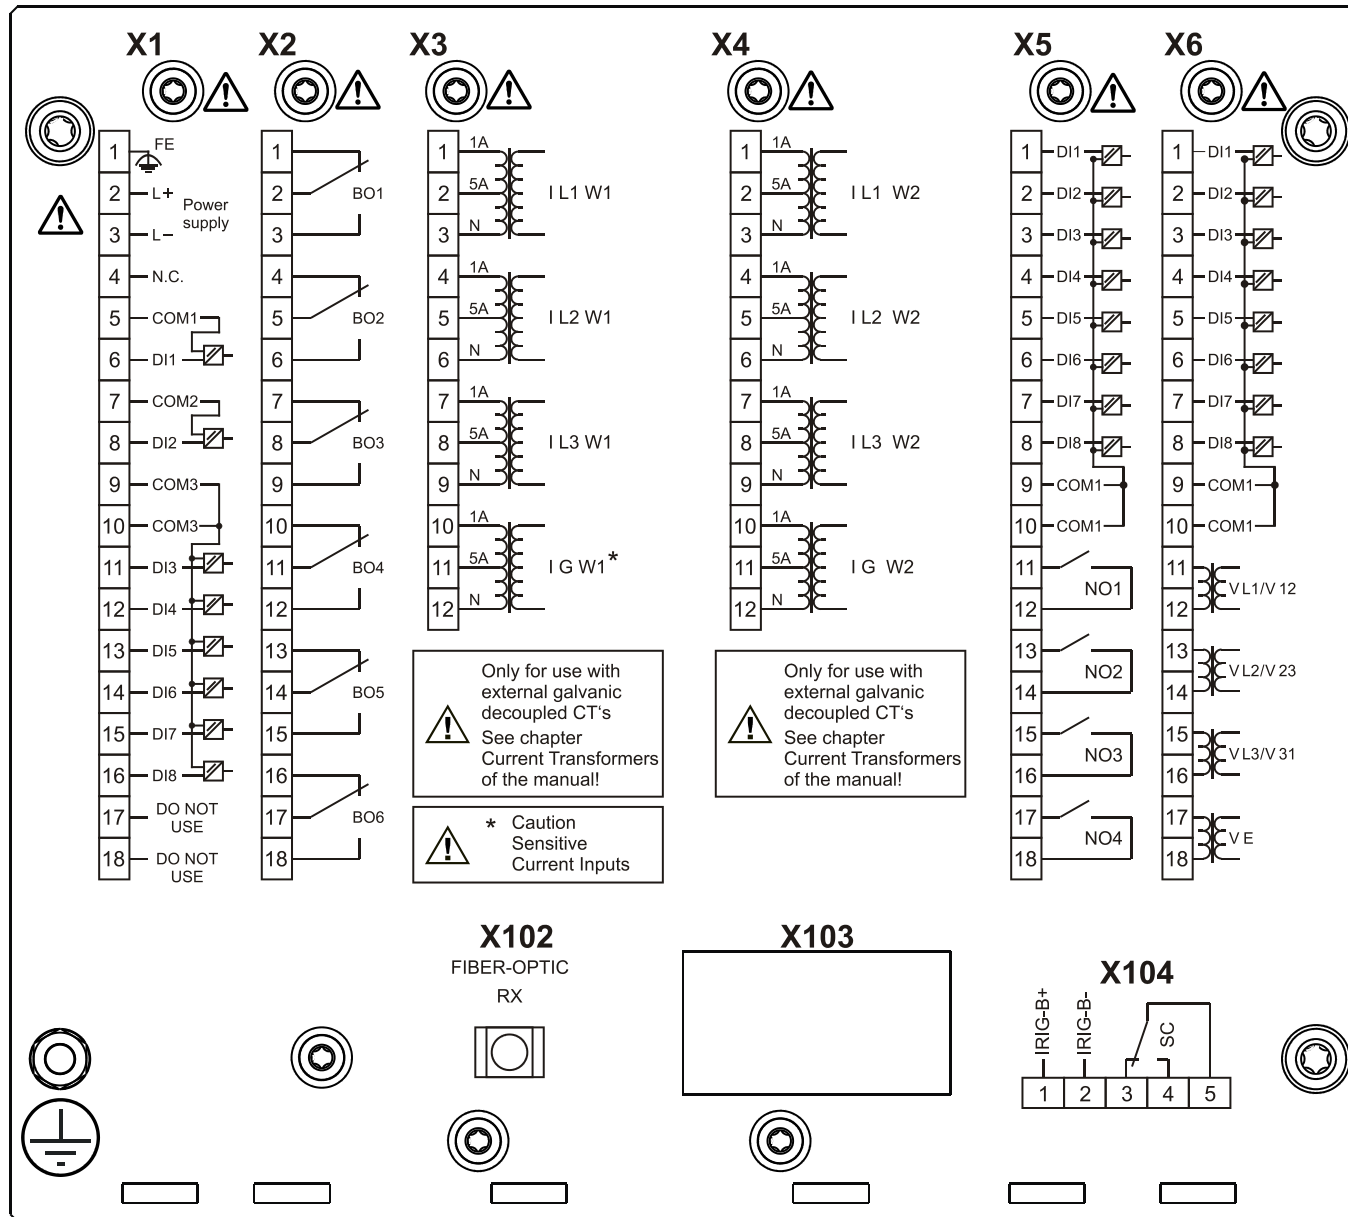 X1
X2
X3
X4
X5
X6
1 FE
2 L+
Power
supply
3 L–
4 N.C.
5 COM1
6 DI1
7 COM2
8 DI2
9 COM3
10 COM3
11 DI3
12 DI4
13 DI5
14 DI6
15 DI7
16 DI8
17 DO NOT
USE
18 DO NOT
USE
1
2 BO1
3
4
5 BO2
6
7
8 BO3
9
10
11 BO4
12
13
14 BO5
15
16
17 BO6
18
1 1A
2 5A I L1 W1
3 N
4 1A
5 5A I L2 W1
6 N
7 1A
8 5A I L3 W1
9 N
10 1A
11 5A I G W1*
12 N
Only for use with
external galvanic
decoupled CT‘s
See chapter
Current Transformers
of the manual!
* Caution
Sensitive
Current Inputs
1 1A
2 5A I L1 W2
3 N
4 1A
5 5A I L2 W2
6 N
7 1A
8 5A I L3 W2
9 N
10 1A
11 5A I G W2
12 N
Only for use with
external galvanic
decoupled CT‘s
See chapter
Current Transformers
of the manual!
1 DI1
2 DI2
3 DI3
4 DI4
5 DI5
6 DI6
7 DI7
8 DI8
9 COM1
10 COM1
11
NO1
12
13
NO2
14
15
NO3
16
17
NO4
18
1 DI1
2 DI2
3 DI3
4 DI4
5 DI5
6 DI6
7 DI7
8 DI8
9 COM1
10 COM1
11
V L1/V 12
12
13
V L2/V 23
14
15
V L3/V 31
16
17
V E
18
X102
FIBER-OPTIC
RX
X103
X104
IRIG-B+
IRIG-B-
SC
1 2 3 4 5